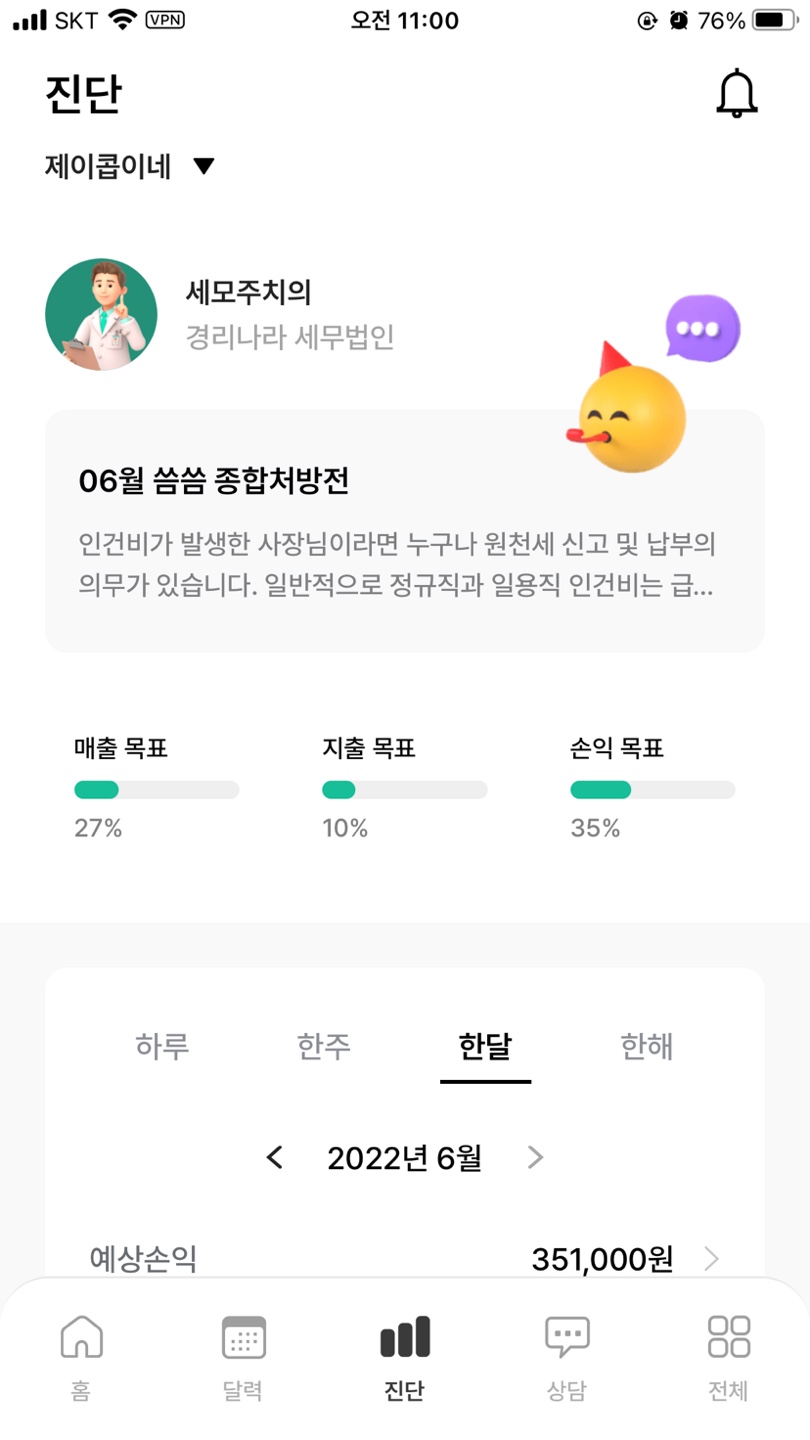 SKT VPN 오전 11:00 76%
진단
제이콥이네 ▼
세모주치의
경리나라 세무법인
06월 씀씀 종합처방전
인건비가 발생한 사장님이라면 누구나 원천세 신고 및 납부의
의무가 있습니다. 일반적으로 정규직과 일용직 인건비는 급...
매출 목표 지출 목표 손익 목표
27% 10% 35%
하루 한주 한달 한해
< 2022년 6월 >
예상손익 351,000원 >
홈 달력 진단 상담 전체